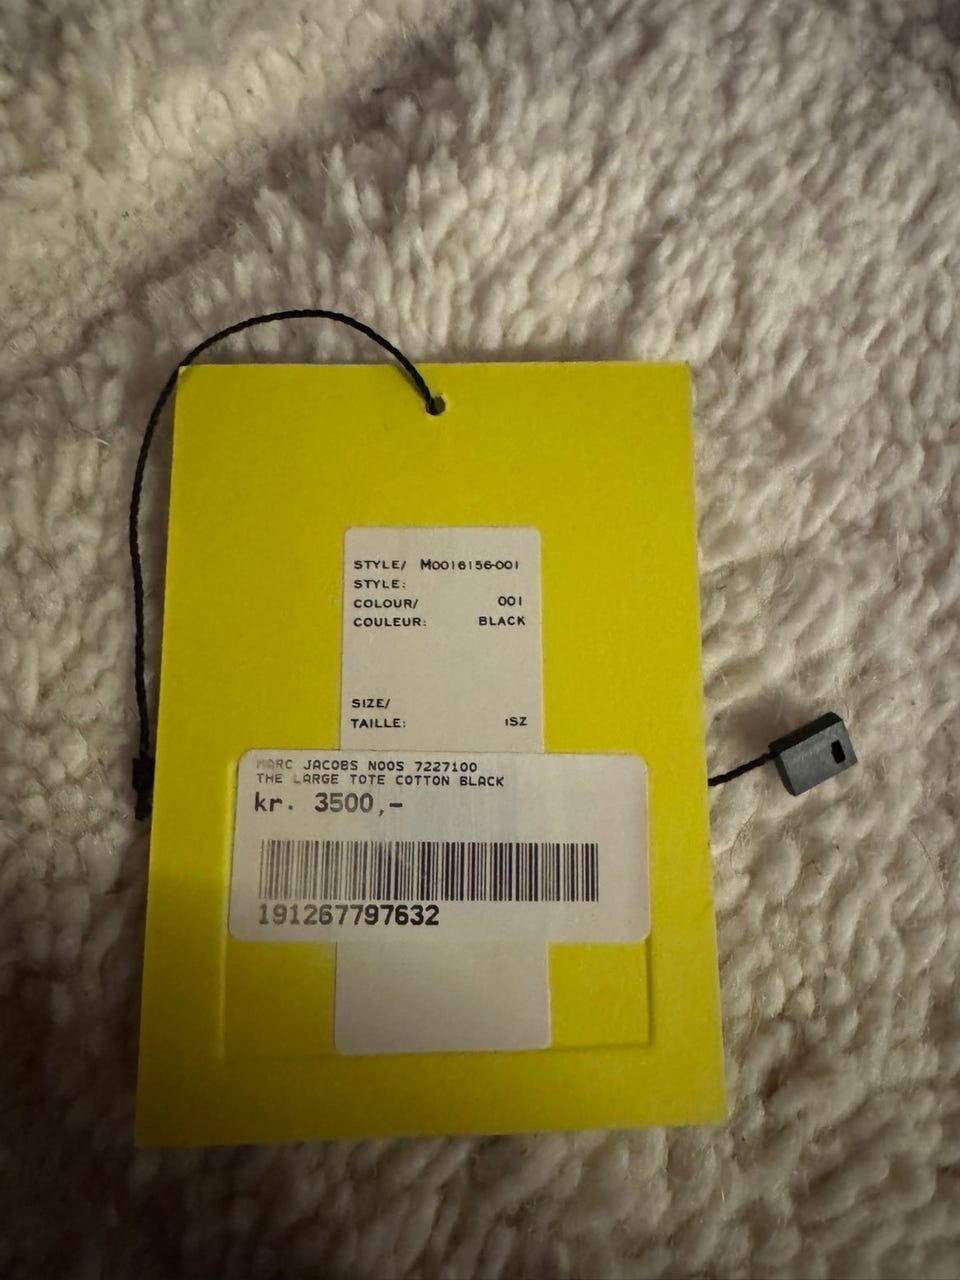 STYLE/ M0016156-001
STYLE:
COLOUR/ 001
COULEUR: BLACK
SIZE/
TAILLE: 1SZ
MARC JACOBS NOOS 7227100
THE LARGE TOTE COTTON BLACK
kr. 3500,-
191267797632